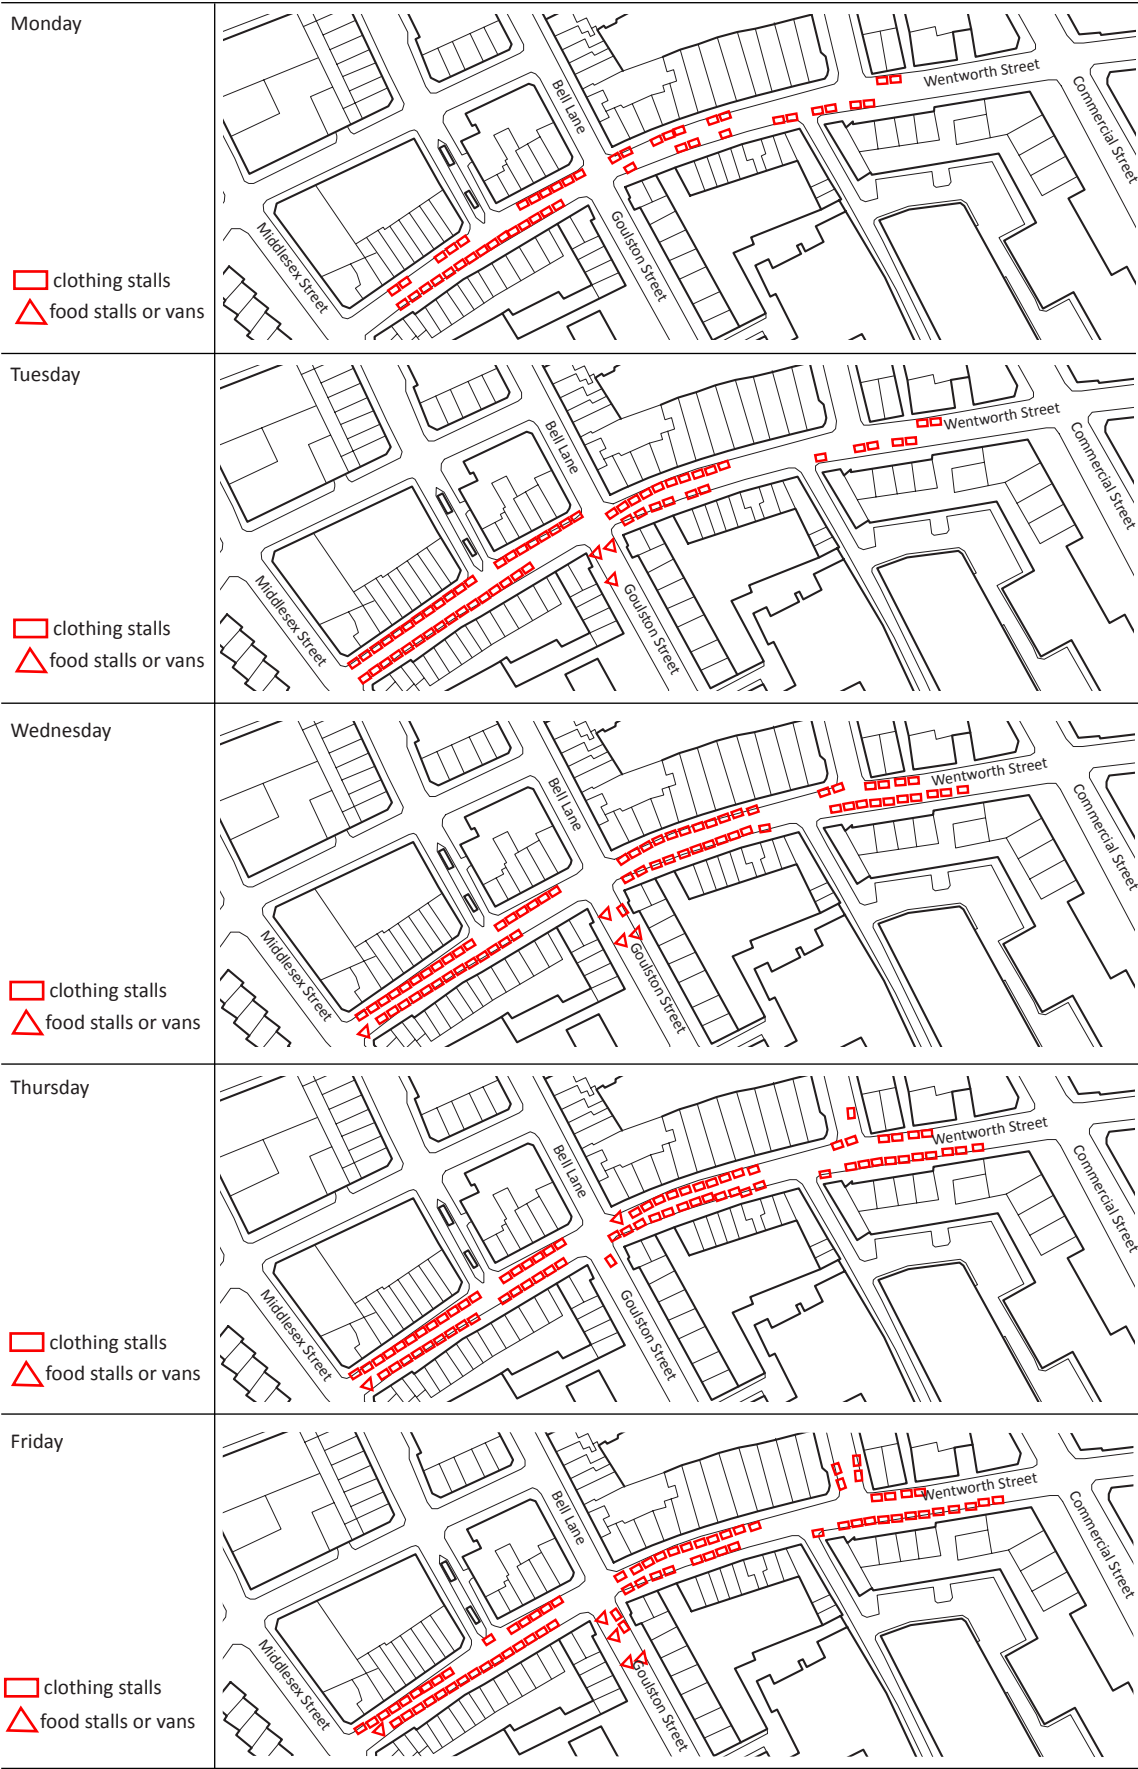 Monday
Bell Lane
Wentworth Street
Commercial Street
Middlesex Street
Goulston Street
clothing stalls
food stalls or vans
Tuesday
Bell Lane
Wentworth Street
Commercial Street
Middlesex Street
Goulston Street
clothing stalls
food stalls or vans
Wednesday
Bell Lane
Wentworth Street
Commercial Street
Middlesex Street
Goulston Street
clothing stalls
food stalls or vans
Thursday
Bell Lane
Wentworth Street
Commercial Street
Middlesex Street
Goulston Street
clothing stalls
food stalls or vans
Friday
Bell Lane
Wentworth Street
Commercial Street
Middlesex Street
Goulston Street
clothing stalls
food stalls or vans